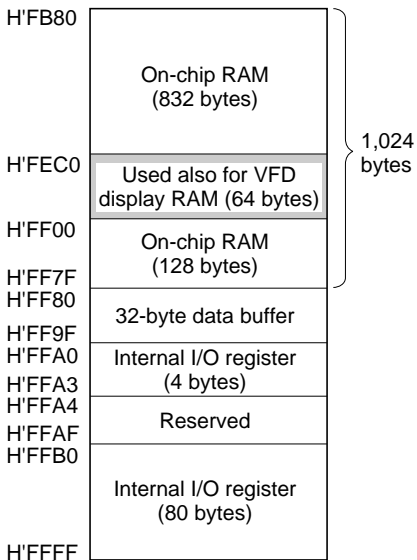 H'FB80
On-chip RAM
(832 bytes)
1,024
bytes
H'FEC0
Used also for VFD
display RAM (64 bytes)
H'FF00
On-chip RAM
(128 bytes)
H'FF7F
H'FF80
32-byte data buffer
H'FF9F
H'FFA0
Internal I/O register
(4 bytes)
H'FFA3
H'FFA4
Reserved
H'FFAF
H'FFB0
Internal I/O register
(80 bytes)
H'FFFF